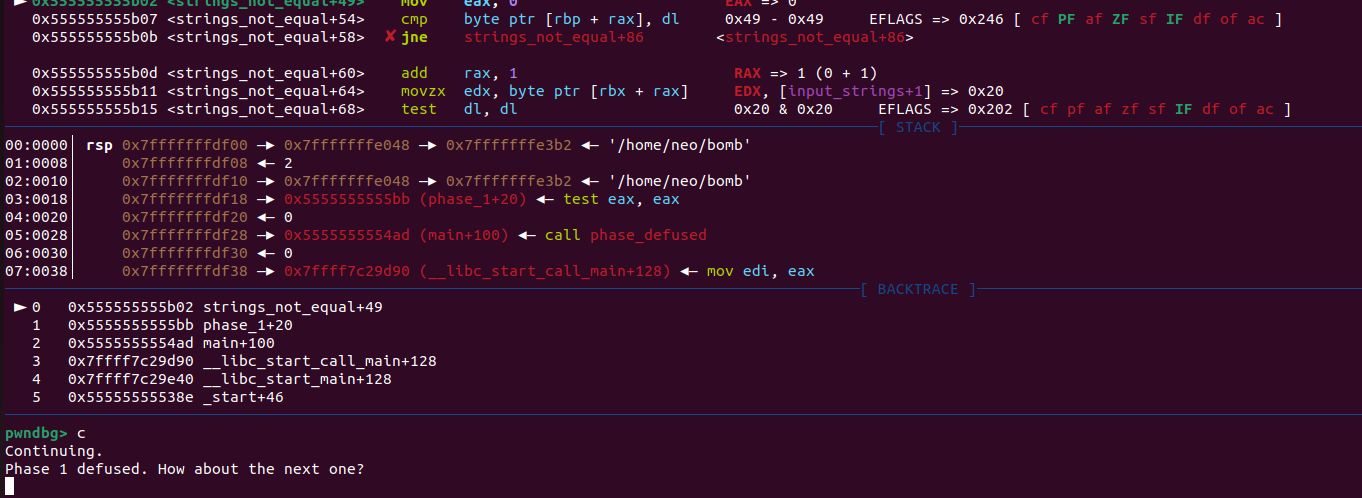 ► 0x555555555b02 <strings_not_equal+49> mov eax, 0 EAX => 0
0x555555555b07 <strings_not_equal+54> cmp byte ptr [rbp + rax], dl 0x49 - 0x49 EFLAGS => 0x246 [ cf PF af ZF sf IF df of ac ]
0x555555555b0b <strings_not_equal+58> ✘ jne strings_not_equal+86 <strings_not_equal+86>
0x555555555b0d <strings_not_equal+60> add rax, 1 RAX => 1 (0 + 1)
0x555555555b11 <strings_not_equal+64> movzx edx, byte ptr [rbx + rax] EDX, [input_strings+1] => 0x20
0x555555555b15 <strings_not_equal+68> test dl, dl 0x20 & 0x20 EFLAGS => 0x202 [ cf pf af zf sf IF df of ac ]
[ STACK ]
00:0000│ rsp 0x7fffffffdf00 —▸ 0x7fffffffe048 —▸ 0x7fffffffe3b2 ◂— '/home/neo/bomb'
01:0008│ 0x7fffffffdf08 ◂— 2
02:0010│ 0x7fffffffdf10 —▸ 0x7fffffffe048 —▸ 0x7fffffffe3b2 ◂— '/home/neo/bomb'
03:0018│ 0x7fffffffdf18 —▸ 0x5555555555bb (phase_1+20) ◂— test eax, eax
04:0020│ 0x7fffffffdf20 ◂— 0
05:0028│ 0x7fffffffdf28 —▸ 0x5555555554ad (main+100) ◂— call phase_defused
06:0030│ 0x7fffffffdf30 ◂— 0
07:0038│ 0x7fffffffdf38 —▸ 0x7ffff7c29d90 (__libc_start_call_main+128) ◂— mov edi, eax
[ BACKTRACE ]
► 0 0x555555555b02 strings_not_equal+49
1 0x5555555555bb phase_1+20
2 0x5555555554ad main+100
3 0x7ffff7c29d90 __libc_start_call_main+128
4 0x7ffff7c29e40 __libc_start_main+128
5 0x55555555538e _start+46
pwndbg> c
Continuing.
Phase 1 defused. How about the next one?